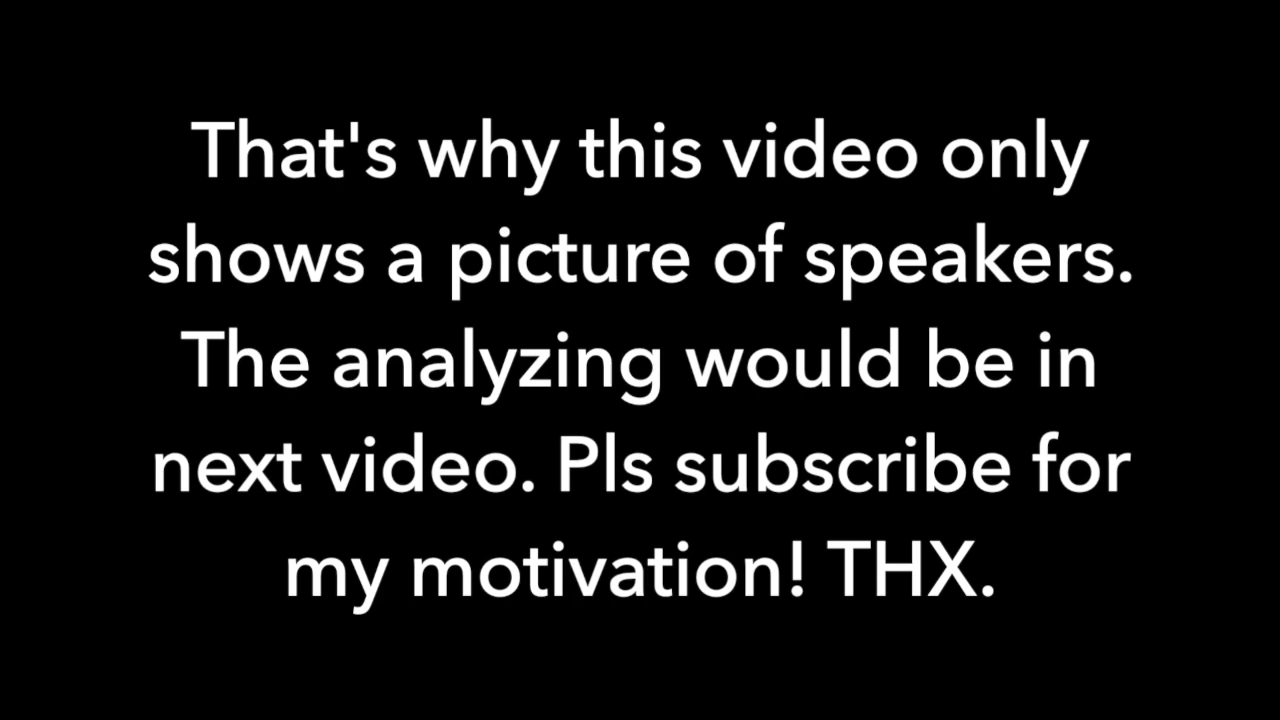 That's why this video only
shows a picture of speakers.
The analyzing would be in
next video. Pls subscribe for
my motivation! THX.